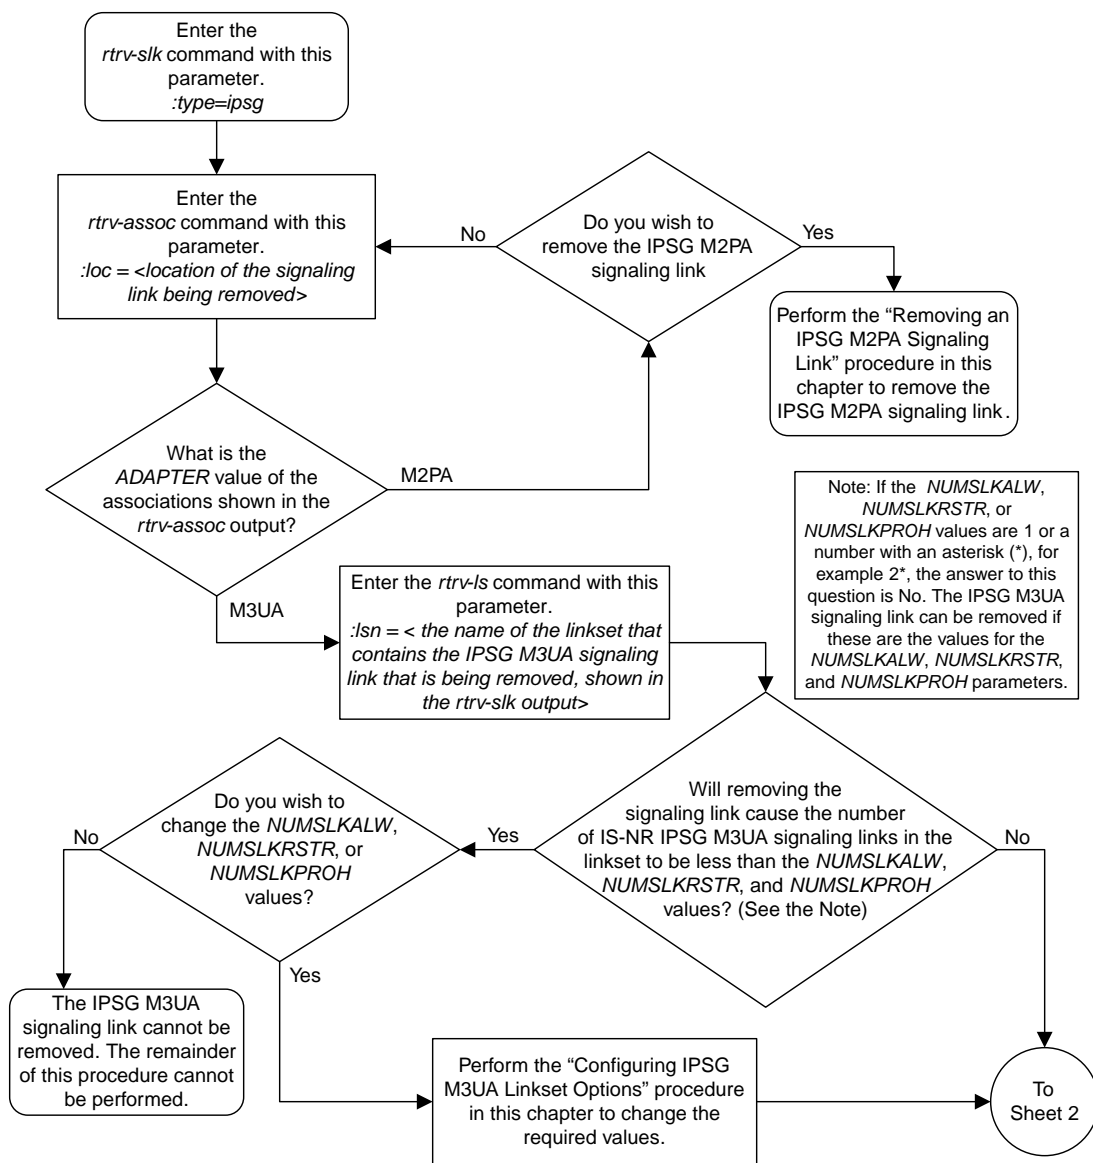 Enter the
rtrv-slk command with this
parameter.
:type=ipsg
Enter the
rtrv-assoc command with this
parameter.
:loc = <location of the signaling
link being removed>
No
Do you wish to
remove the IPSG M2PA
signaling link
Yes
Perform the “Removing an
IPSG M2PA Signaling
Link” procedure in this
chapter to remove the
IPSG M2PA signaling link.
What is the
ADAPTER value of the
associations shown in the
rtrv-assoc output?
M2PA
M3UA
Note: If the NUMSLKALW,
NUMSLKRSTR, or
NUMSLKPROH values are 1 or a
number with an asterisk (*), for
example 2*, the answer to this
question is No. The IPSG M3UA
signaling link can be removed if
these are the values for the
NUMSLKALW, NUMSLKRSTR,
and NUMSLKPROH parameters.
Enter the rtrv-ls command with this
parameter.
:lsn = < the name of the linkset that
contains the IPSG M3UA signaling
link that is being removed, shown in
the rtrv-slk output>
Will removing the
signaling link cause the number
of IS-NR IPSG M3UA signaling links in the
linkset to be less than the NUMSLKALW,
NUMSLKRSTR, and NUMSLKPROH
values? (See the Note)
No
Yes
Do you wish to
change the NUMSLKALW,
NUMSLKRSTR, or
NUMSLKPROH
values?
No
Yes
The IPSG M3UA
signaling link cannot be
removed. The remainder
of this procedure cannot
be performed.
Perform the “Configuring IPSG
M3UA Linkset Options” procedure
in this chapter to change the
required values.
To
Sheet 2